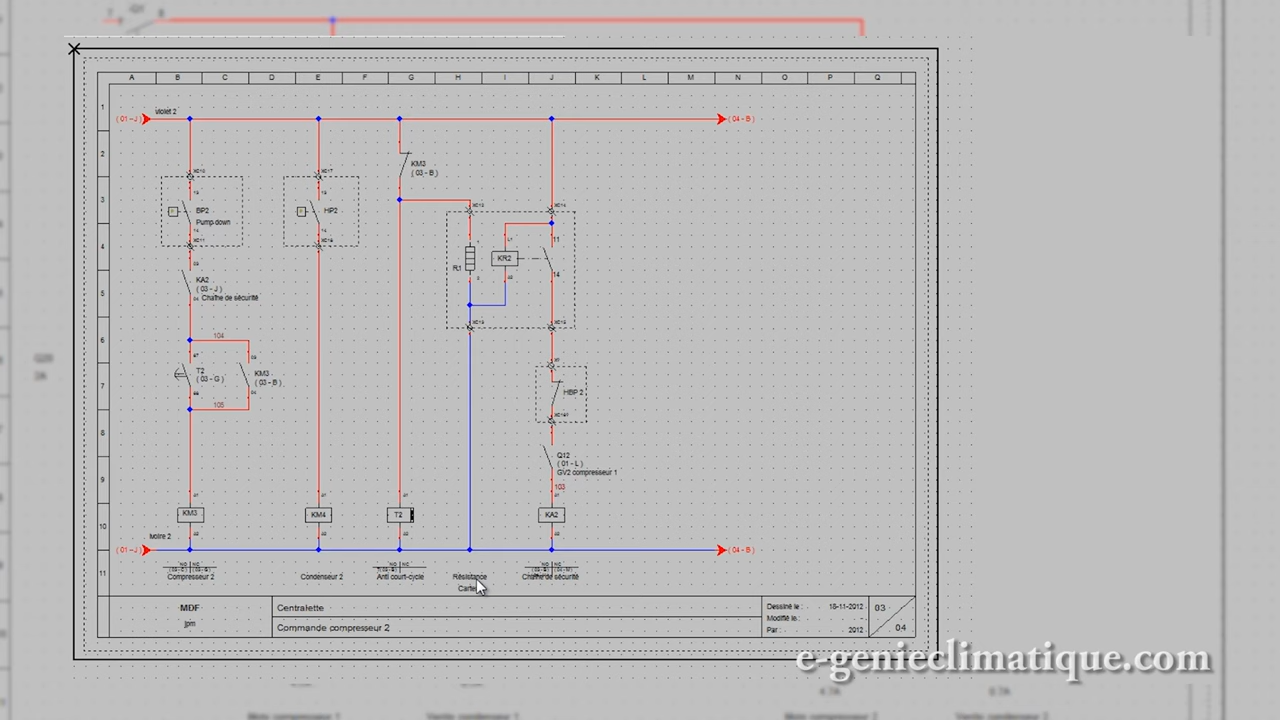 A B C D E F G H I J K L M N O P Q
1
( 01 - J ) violet 2 ( 04 - B )
2
KM3
( 03 - B )
3
BP2 HP2
Pump down
4
11
KR2
R1
KA2
( 03 - J )
Chaîne de sécurité
14
5
6
104
T2 KM3
( 03 - G ) ( 03 - B )
7
HBP 2
105
8
Q12
( 01 - L )
GV2 compresseur 1
9
103
KM3 KM4 T2 KA2
10
Ivoire 2
( 01 - J ) ( 04 - B )
11
Compresseur 2 Condenseur 2 Anti court-cycle Résistance Chaîne de sécurité
Carter
MDF Centralette Dessiné le : 16-11-2012 03
jpm Modifié le :
Commande compresseur 2 Par : 2012 04
e-genieclimatique.com